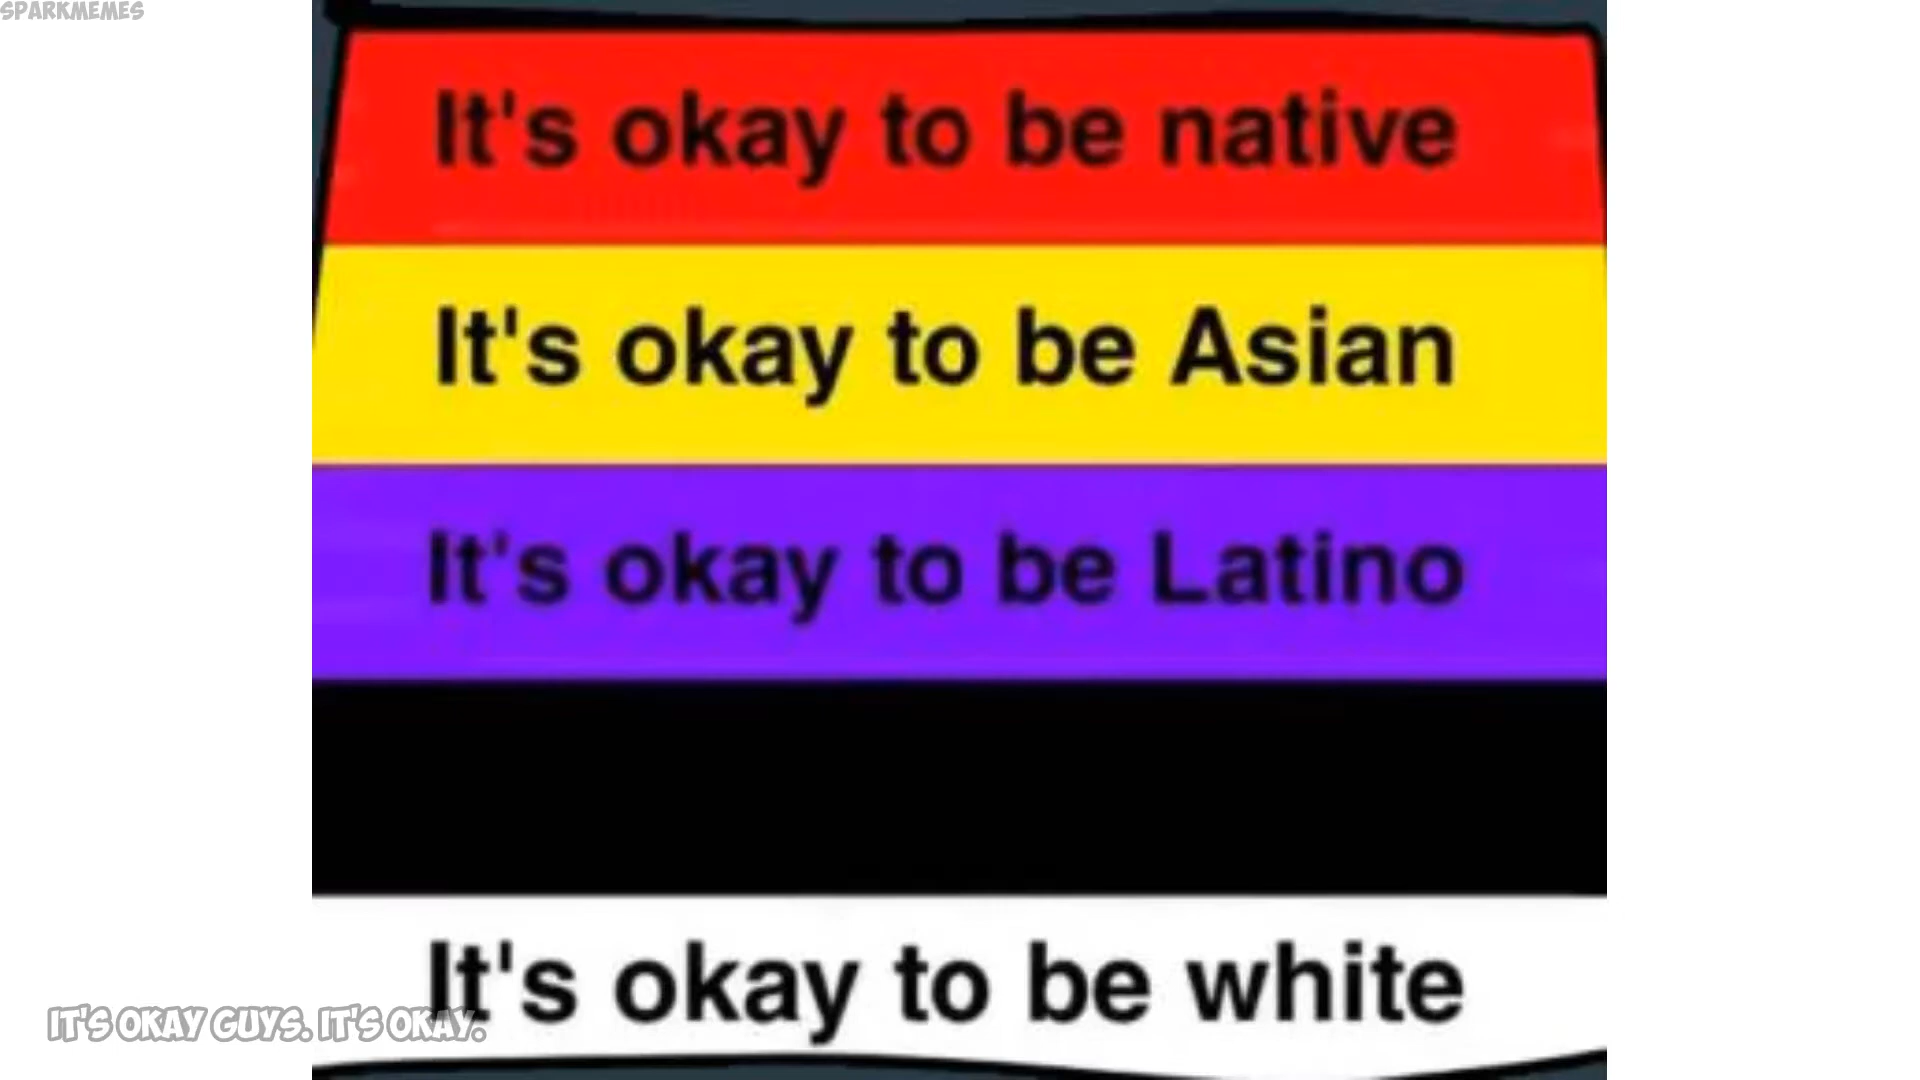 SPARKMEMES
It's okay to be native
It's okay to be Asian
It's okay to be Latino
It's okay to be white
IT'S OKAY GUYS. IT'S OKAY.